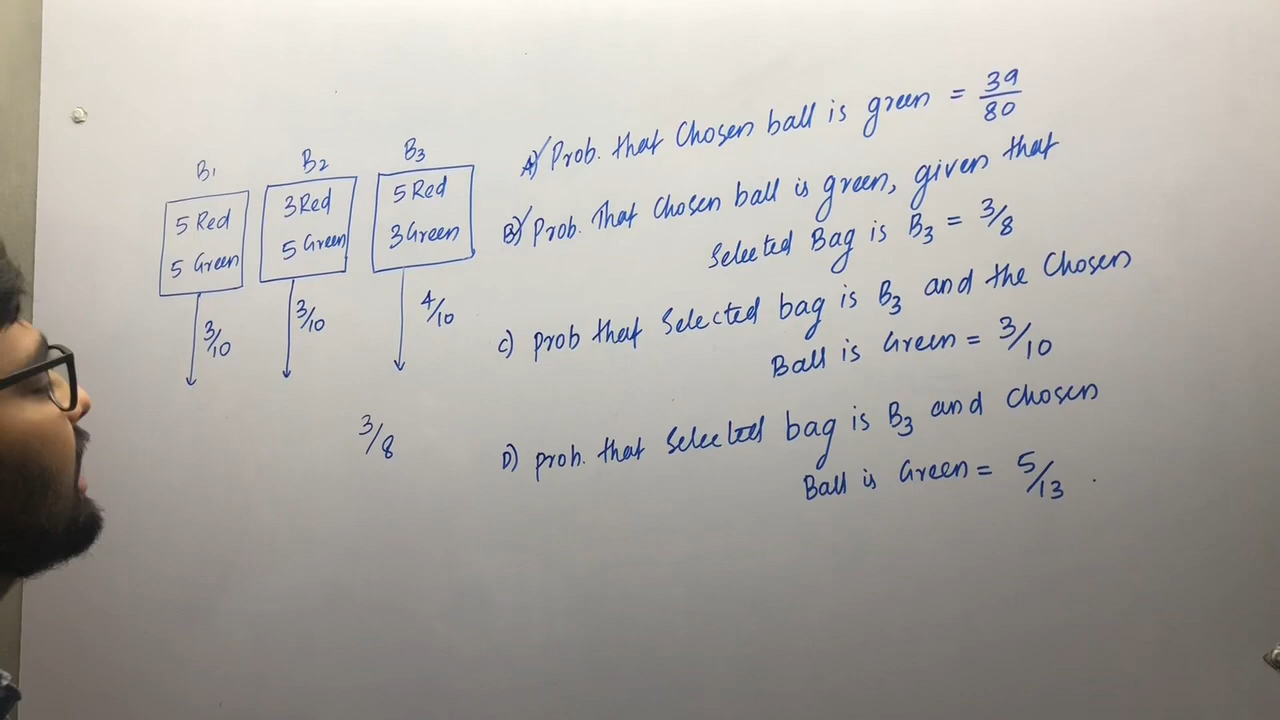 B1 B2 B3
5 Red
5 Green
3 Red
5 Green
5 Red
3 Green
3/10
3/10
4/10
3/8
A) Prob. that Chosen ball is green = 39/80
B) Prob. That Chosen ball is green, given that
Selected Bag is B3 = 3/8
C) prob that Selected bag is B3 and the Chosen
Ball is Green = 3/10
D) prob. that Selected bag is B3 and Chosen
Ball is Green = 5/13.